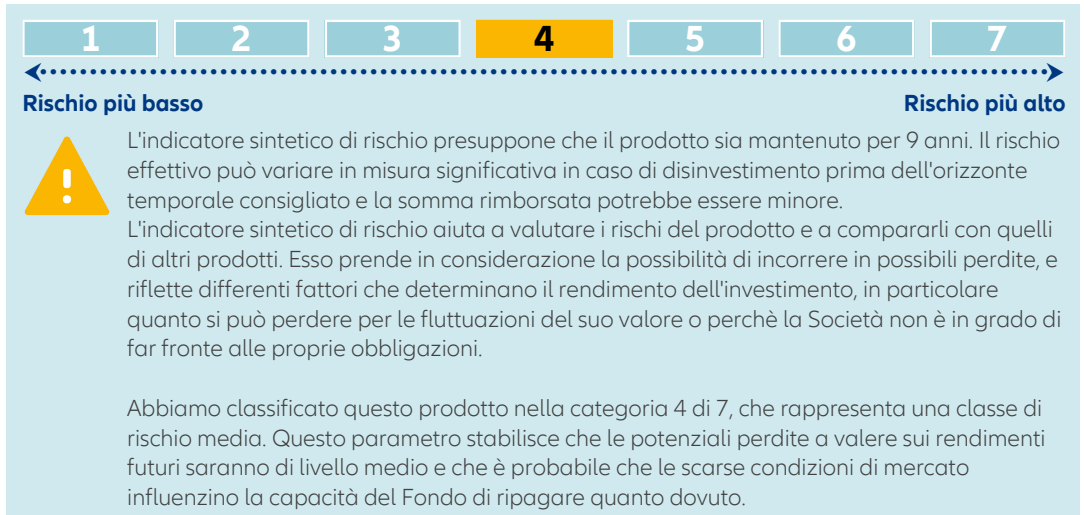 1 2 3 4 5 6 7
Rischio più basso Rischio più alto
L'indicatore sintetico di rischio presuppone che il prodotto sia mantenuto per 9 anni. Il rischio
effettivo può variare in misura significativa in caso di disinvestimento prima dell'orizzonte
temporale consigliato e la somma rimborsata potrebbe essere minore.
L'indicatore sintetico di rischio aiuta a valutare i rischi del prodotto e a compararli con quelli
di altri prodotti. Esso prende in considerazione la possibilità di incorrere in possibili perdite, e
riflette differenti fattori che determinano il rendimento dell'investimento, in particolare
quanto si può perdere per le fluttuazioni del suo valore o perchè la Società non è in grado di
far fronte alle proprie obbligazioni.
Abbiamo classificato questo prodotto nella categoria 4 di 7, che rappresenta una classe di
rischio media. Questo parametro stabilisce che le potenziali perdite a valere sui rendimenti
futuri saranno di livello medio e che è probabile che le scarse condizioni di mercato
influenzino la capacità del Fondo di ripagare quanto dovuto.